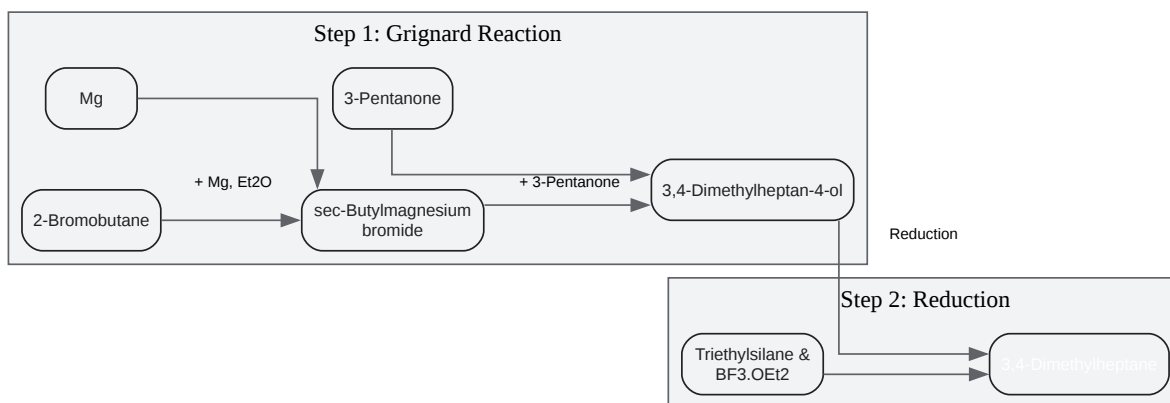 Step 1: Grignard Reaction
Mg
3-Pentanone
+ Mg, Et2O
+ 3-Pentanone
3,4-Dimethylheptan-4-ol
2-Bromobutane
sec-Butylmagnesium
bromide
Reduction
Step 2: Reduction
Triethylsilane &
BF3.OEt2
3,4-Dimethylheptane